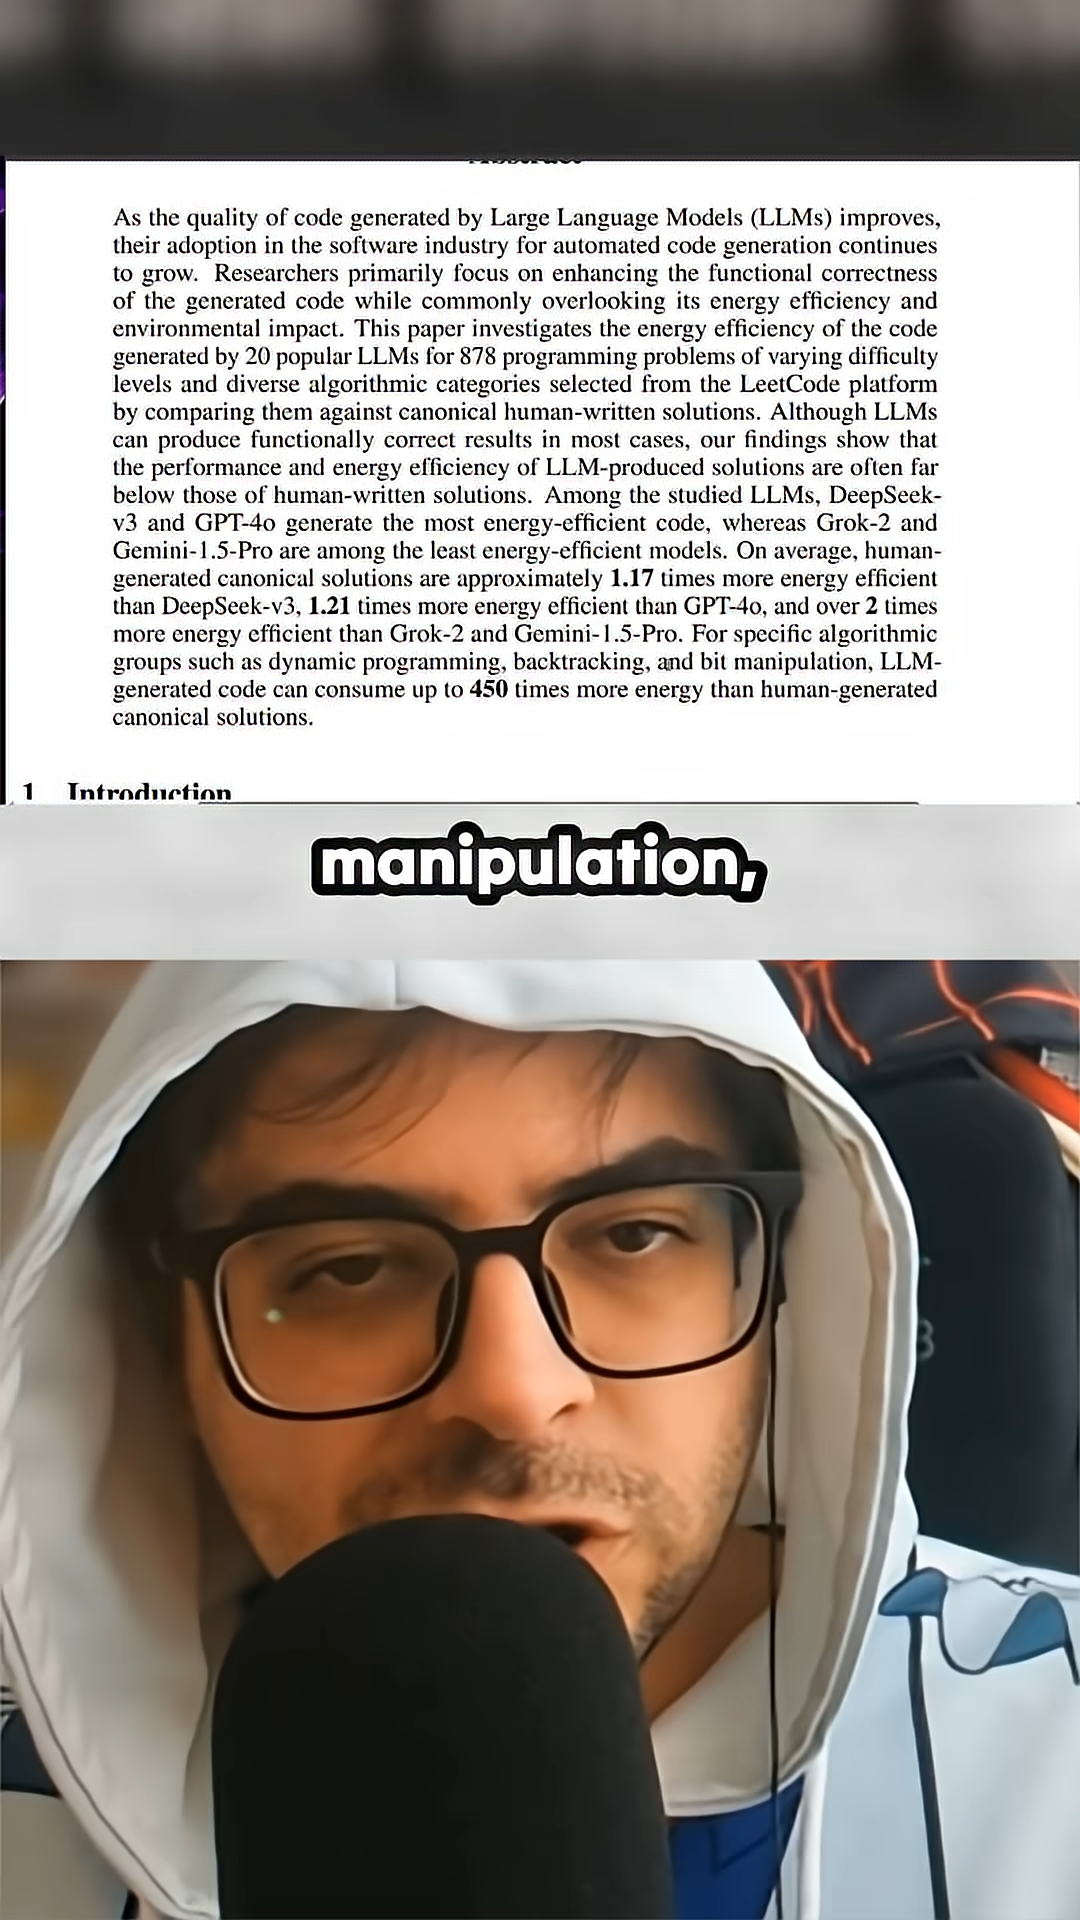 As the quality of code generated by Large Language Models (LLMs) improves,
their adoption in the software industry for automated code generation continues
to grow. Researchers primarily focus on enhancing the functional correctness
of the generated code while commonly overlooking its energy efficiency and
environmental impact. This paper investigates the energy efficiency of the code
generated by 20 popular LLMs for 878 programming problems of varying difficulty
levels and diverse algorithmic categories selected from the LeetCode platform
by comparing them against canonical human-written solutions. Although LLMs
can produce functionally correct results in most cases, our findings show that
the performance and energy efficiency of LLM-produced solutions are often far
below those of human-written solutions. Among the studied LLMs, DeepSeek-
v3 and GPT-4o generate the most energy-efficient code, whereas Grok-2 and
Gemini-1.5-Pro are among the least energy-efficient models. On average, human-
generated canonical solutions are approximately 1.17 times more energy efficient
than DeepSeek-v3, 1.21 times more energy efficient than GPT-4o, and over 2 times
more energy efficient than Grok-2 and Gemini-1.5-Pro. For specific algorithmic
groups such as dynamic programming, backtracking, and bit manipulation, LLM-
generated code can consume up to 450 times more energy than human-generated
canonical solutions.
1 Introduction
manipulation,